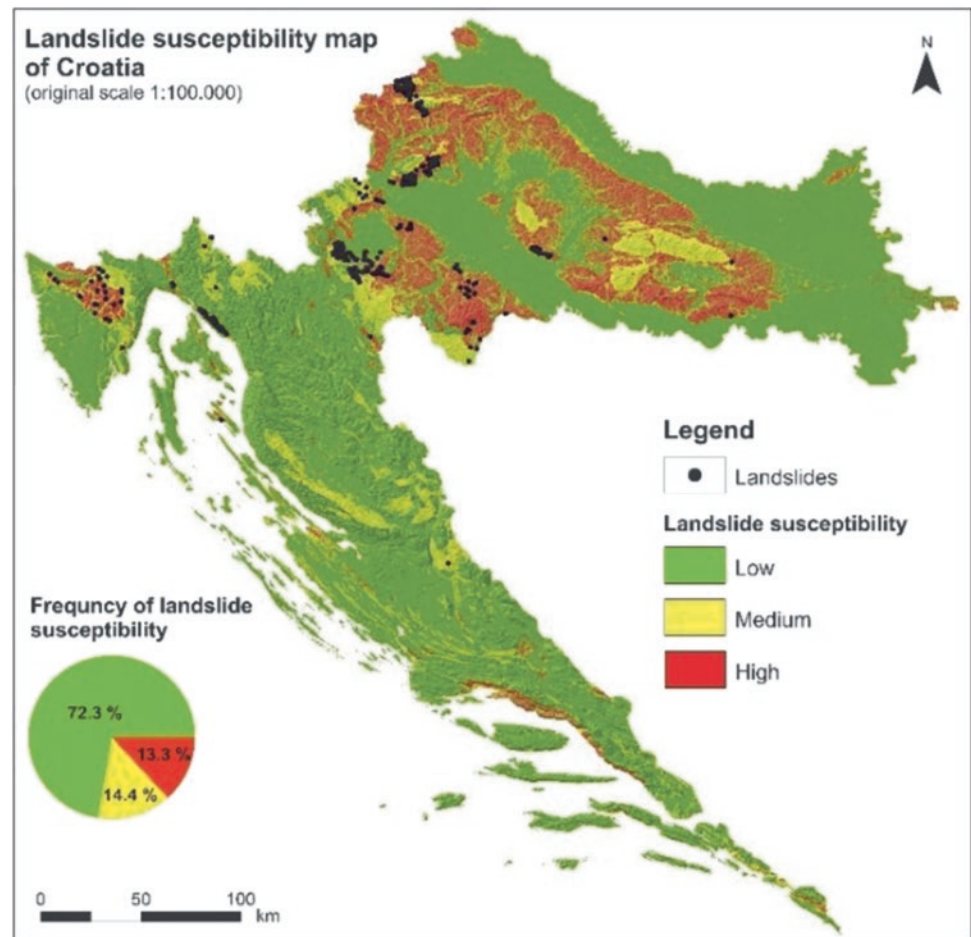 Landslide susceptibility map
of Croatia
(original scale 1:100.000)
N
Legend
Landslides
Landslide susceptibility
Low
Medium
High
Frequncy of landslide
susceptibility
72.3 %
13.3 %
14.4 %
0 50 100
km